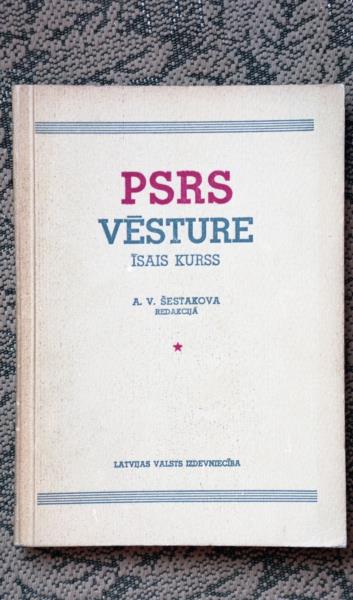 PSRS
VĒSTURE
ĪSAIS KURSS
A. V. ŠESTAKOVA
REDAKCIJĀ
LATVIJAS VALSTS IZDEVNIECĪBA